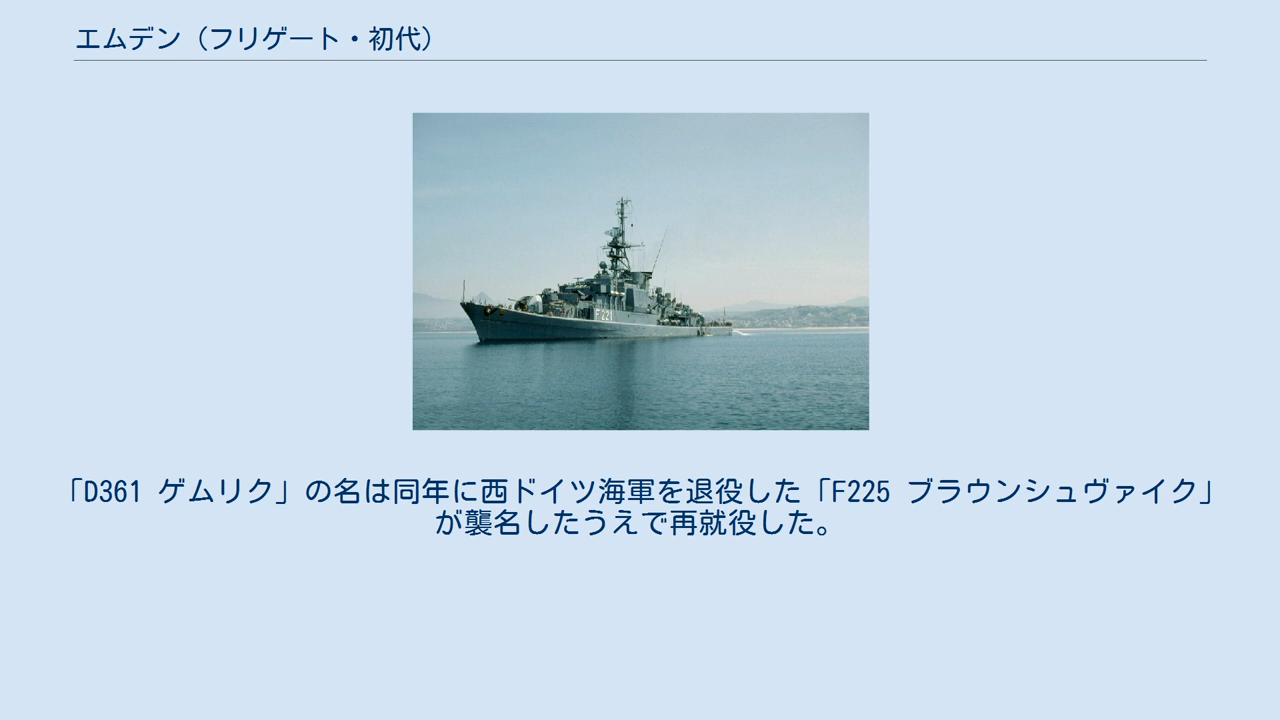 エムデン（フリゲート・初代）
F221
「D361 ゲムリク」の名は同年に西ドイツ海軍を退役した「F225 ブラウンシュヴァイク」
が襲名したうえで再就役した。